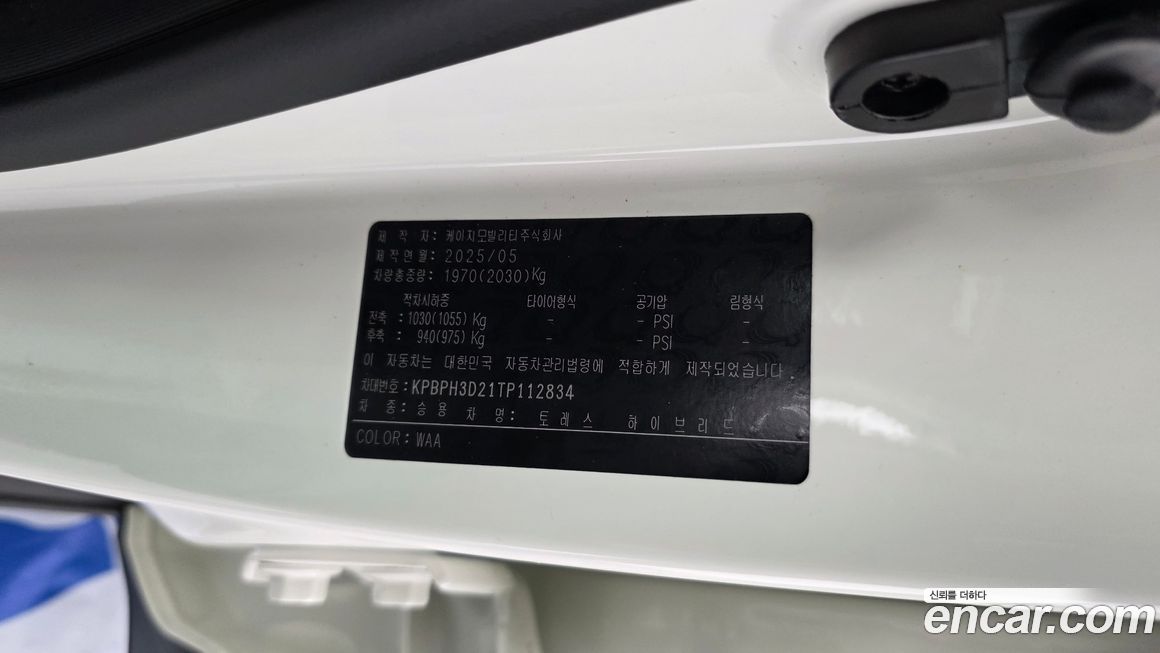 제 작 자: 케이지모빌리티주식회사
제작연월: 2025/05
차량총중량: 1970(2030)Kg
적차시하중 타이어형식 공기압 림형식
전축 : 1030(1055) Kg - - PSI -
후축 : 940(975) Kg - - PSI -
이 자동차는 대한민국 자동차관리법령에 적합하게 제작되었습니다.
차대번호: KPBPH3D21TP112834
차 종: 승 용 차 명: 토 레 스 하 이 브 리 드
COLOR: WAA
신뢰를 더하다
encar.com